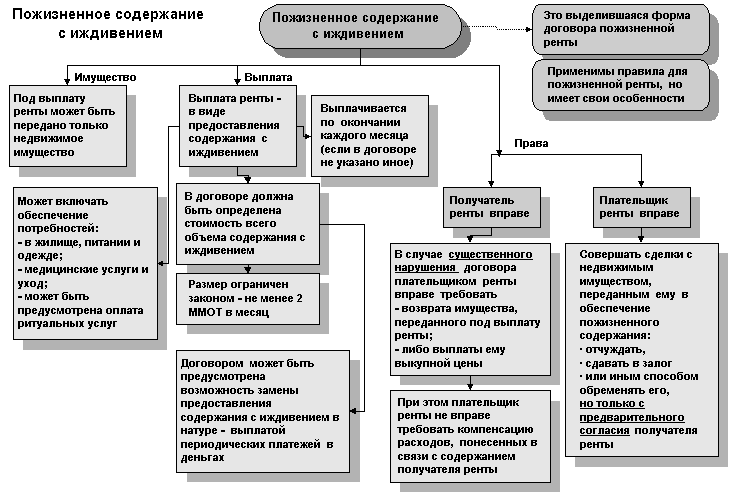 Пожизненное содержание
с иждивением
Пожизненное содержание
с иждивением
Это выделившаяся форма
договора пожизненной
ренты
Применимы правила для
пожизненной ренты, но
имеет свои особенности
Имущество
Под выплату
ренты может быть
передано только
недвижимое
имущество
Выплата
Выплата ренты -
в виде
предоставления
содержания с
иждивением
Выплачивается
по окончании
каждого месяца
(если в договоре
не указано иное)
Может включать
обеспечение
потребностей:
- в жилище, питании и
одежде;
- медицинские услуги и
уход;
- может быть
предусмотрена оплата
ритуальных услуг
В договоре должна
быть определена
стоимость всего
объема содержания с
иждивением
Размер ограничен
законом - не менее 2
ММОТ в месяц
Договором может быть
предусмотрена
возможность замены
предоставления
содержания с иждивением в
натуре - выплатой
периодических платежей в
деньгах
Права
Получатель
ренты вправе
В случае существенного
нарушения договора
плательщиком ренты
вправе требовать
- возврата имущества,
переданного под выплату
ренты;
- либо выплаты ему
выкупной цены
При этом плательщик
ренты не вправе
требовать компенсацию
расходов, понесенных в
связи с содержанием
получателя ренты
Плательщик
ренты вправе
Совершать сделки с
недвижимым
имуществом,
переданным ему в
обеспечение
пожизненного
содержания:
· отчуждать,
· сдавать в залог
· или иным способом
обременять его,
но только с
предварительного
согласия получателя
ренты